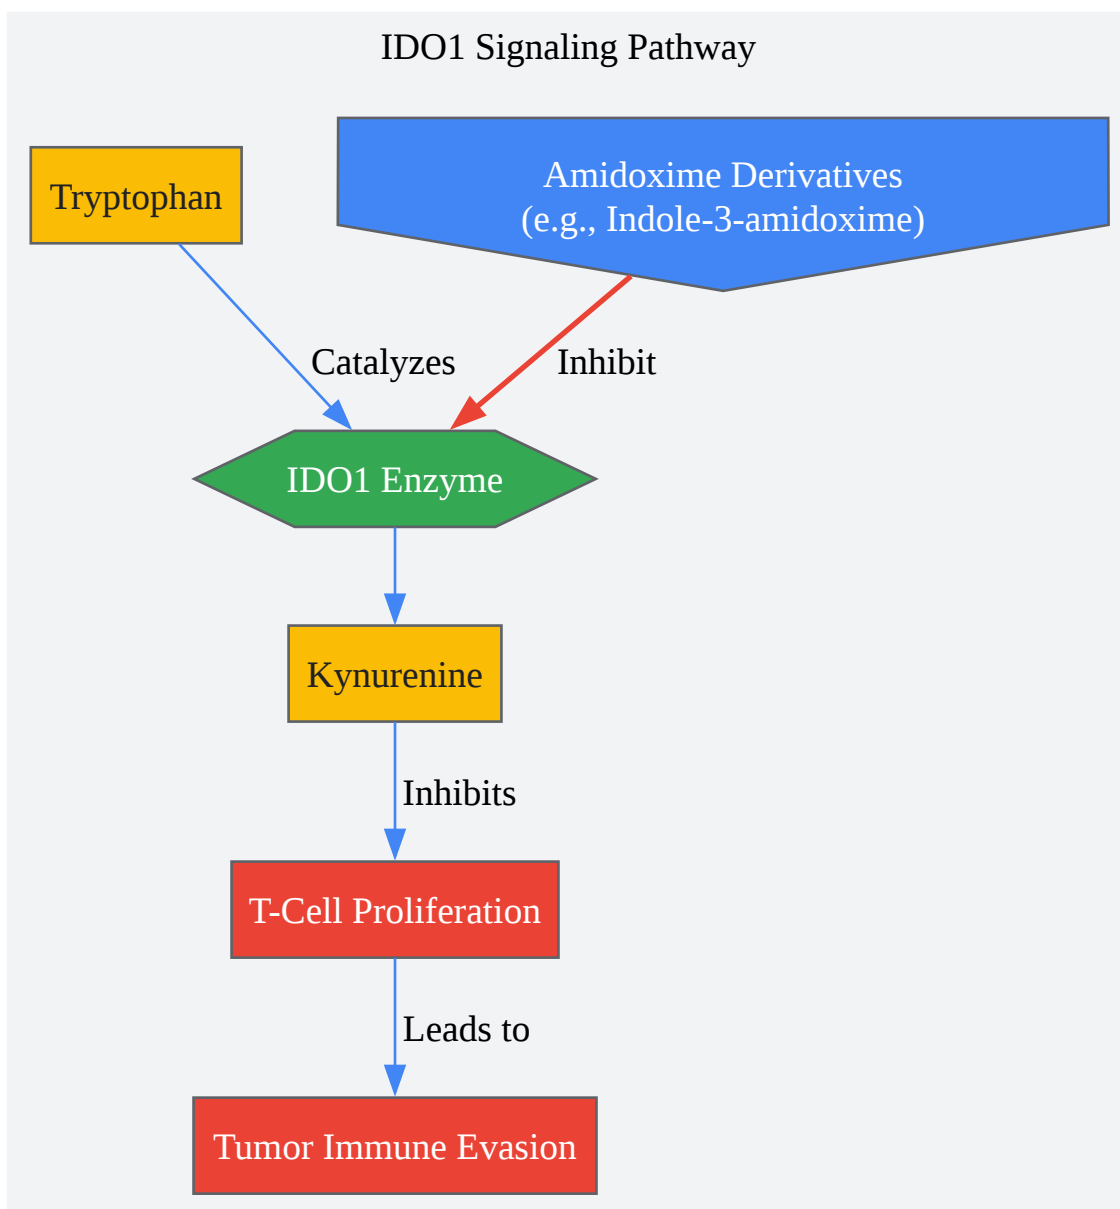 IDO1 Signaling Pathway
Tryptophan
Amidoxime Derivatives
(e.g., Indole-3-amidoxime)
Catalyzes
Inhibit
IDO1 Enzyme
Kynurenine
Inhibits
T-Cell Proliferation
Leads to
Tumor Immune Evasion